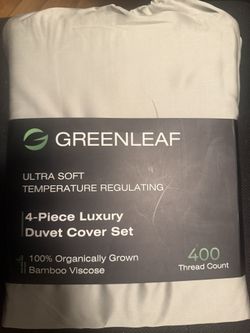 GREENLEAF
ULTRA SOFT
TEMPERATURE REGULATING
4-Piece Luxury
Duvet Cover Set
100% Organically Grown
Bamboo Viscose
400
Thread Count